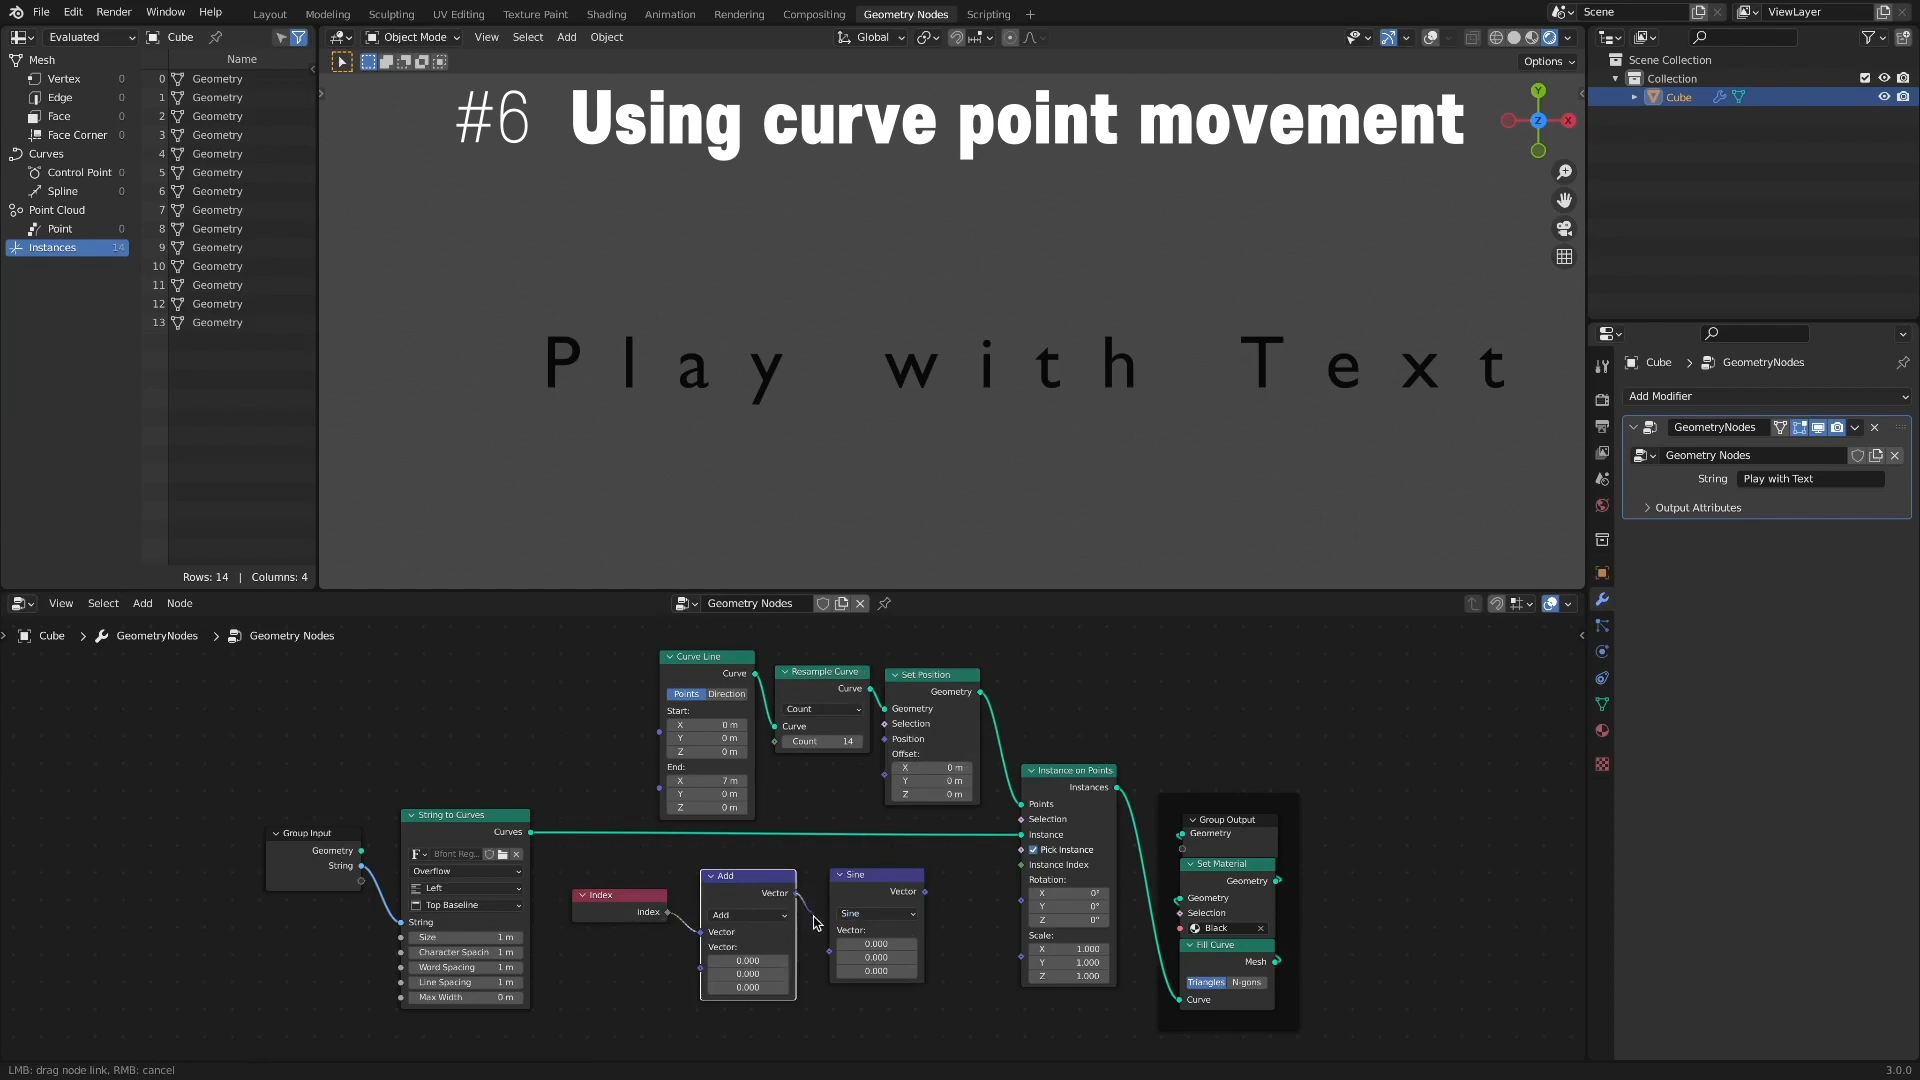 File Edit Render Window Help Layout Modeling Sculpting UV Editing Texture Paint Shading Animation Rendering Compositing Geometry Nodes Scripting + Scene ViewLayer
Evaluated Cube Object Mode View Select Add Object Global
Options
Mesh Name
Vertex 0
Edge 0
Face 0
Face Corner 0
Curves
Control Point 0
Spline 0
Point Cloud
Point 0
Instances 14
0 Geometry
1 Geometry
2 Geometry
3 Geometry
4 Geometry
5 Geometry
6 Geometry
7 Geometry
8 Geometry
9 Geometry
10 Geometry
11 Geometry
12 Geometry
13 Geometry
Rows: 14 | Columns: 4
#6 Using curve point movement
Y
Z X
Play with Text
Scene Collection
Collection
Cube
Cube GeometryNodes
Add Modifier
GeometryNodes
Geometry Nodes
String Play with Text
Output Attributes
View Select Add Node Geometry Nodes
Cube GeometryNodes Geometry Nodes
Group Input
Geometry
String
String to Curves
Curves
F Bfont Reg...
Overflow
Left
Top Baseline
String
Size 1 m
Character Spacin 1 m
Word Spacing 1 m
Line Spacing 1 m
Max Width 0 m
Curve Line
Curve
Points Direction
Start:
X 0 m
Y 0 m
Z 0 m
End:
X 7 m
Y 0 m
Z 0 m
Resample Curve
Curve
Count
Curve
Count 14
Set Position
Geometry
Geometry
Selection
Position
Offset:
X 0 m
Y 0 m
Z 0 m
Index
Index
Add
Vector
Add
Vector
Vector:
0.000
0.000
0.000
Sine
Vector
Sine
Vector:
0.000
0.000
0.000
Instance on Points
Instances
Points
Selection
Instance
Pick Instance
Instance Index
Rotation:
X 0°
Y 0°
Z 0°
Scale:
X 1.000
Y 1.000
Z 1.000
Group Output
Geometry
Set Material
Geometry
Geometry
Selection
Black
Fill Curve
Mesh
Triangles N-gons
Curve
LMB: drag node link, RMB: cancel 3.0.0